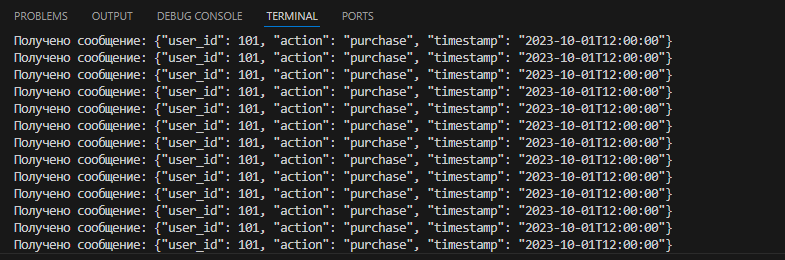 PROBLEMS OUTPUT DEBUG CONSOLE TERMINAL PORTS
Получено сообщение: {"user_id": 101, "action": "purchase", "timestamp": "2023-10-01T12:00:00"}
Получено сообщение: {"user_id": 101, "action": "purchase", "timestamp": "2023-10-01T12:00:00"}
Получено сообщение: {"user_id": 101, "action": "purchase", "timestamp": "2023-10-01T12:00:00"}
Получено сообщение: {"user_id": 101, "action": "purchase", "timestamp": "2023-10-01T12:00:00"}
Получено сообщение: {"user_id": 101, "action": "purchase", "timestamp": "2023-10-01T12:00:00"}
Получено сообщение: {"user_id": 101, "action": "purchase", "timestamp": "2023-10-01T12:00:00"}
Получено сообщение: {"user_id": 101, "action": "purchase", "timestamp": "2023-10-01T12:00:00"}
Получено сообщение: {"user_id": 101, "action": "purchase", "timestamp": "2023-10-01T12:00:00"}
Получено сообщение: {"user_id": 101, "action": "purchase", "timestamp": "2023-10-01T12:00:00"}
Получено сообщение: {"user_id": 101, "action": "purchase", "timestamp": "2023-10-01T12:00:00"}
Получено сообщение: {"user_id": 101, "action": "purchase", "timestamp": "2023-10-01T12:00:00"}
Получено сообщение: {"user_id": 101, "action": "purchase", "timestamp": "2023-10-01T12:00:00"}
Получено сообщение: {"user_id": 101, "action": "purchase", "timestamp": "2023-10-01T12:00:00"}